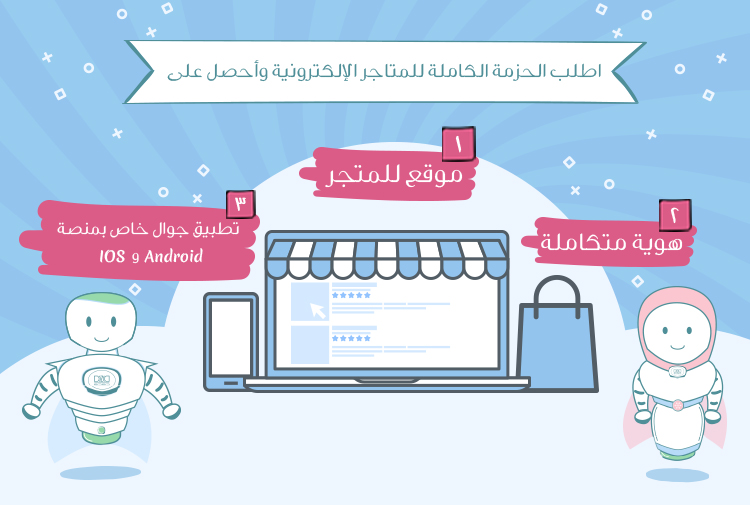 اطلب الحزمة الكاملة للمتاجر الإلكترونية وأحصل على
١
موقع للمتجر
٢
هوية متكاملة
٣
تطبيق جوال خاص بمنصة
Android و IOS